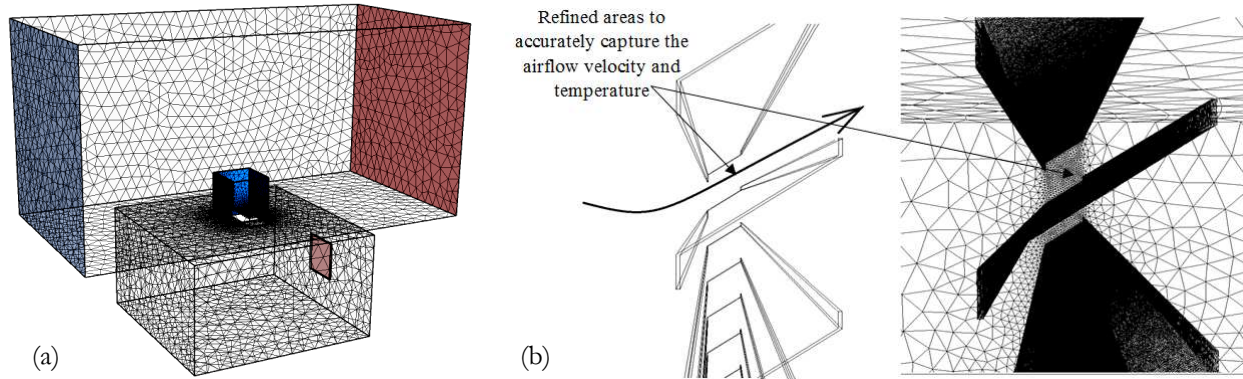 Refined areas to
accurately capture the
airflow velocity and
temperature
(a)
(b)